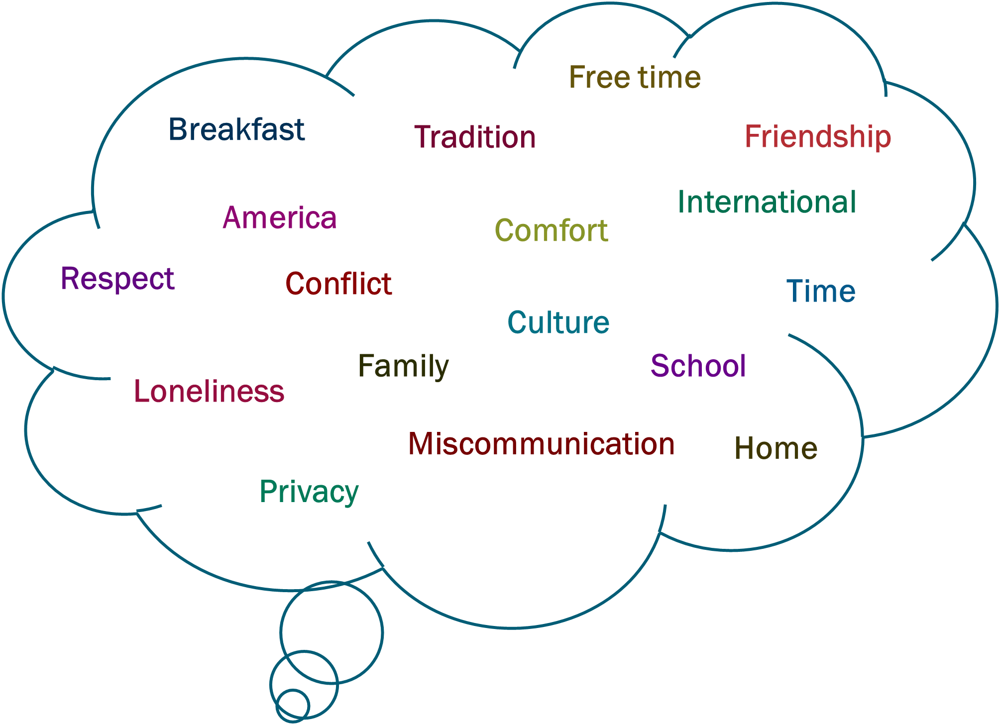 Free time
Breakfast
Tradition
Friendship
International
America
Comfort
Respect
Conflict
Time
Culture
Family
School
Loneliness
Miscommunication
Home
Privacy